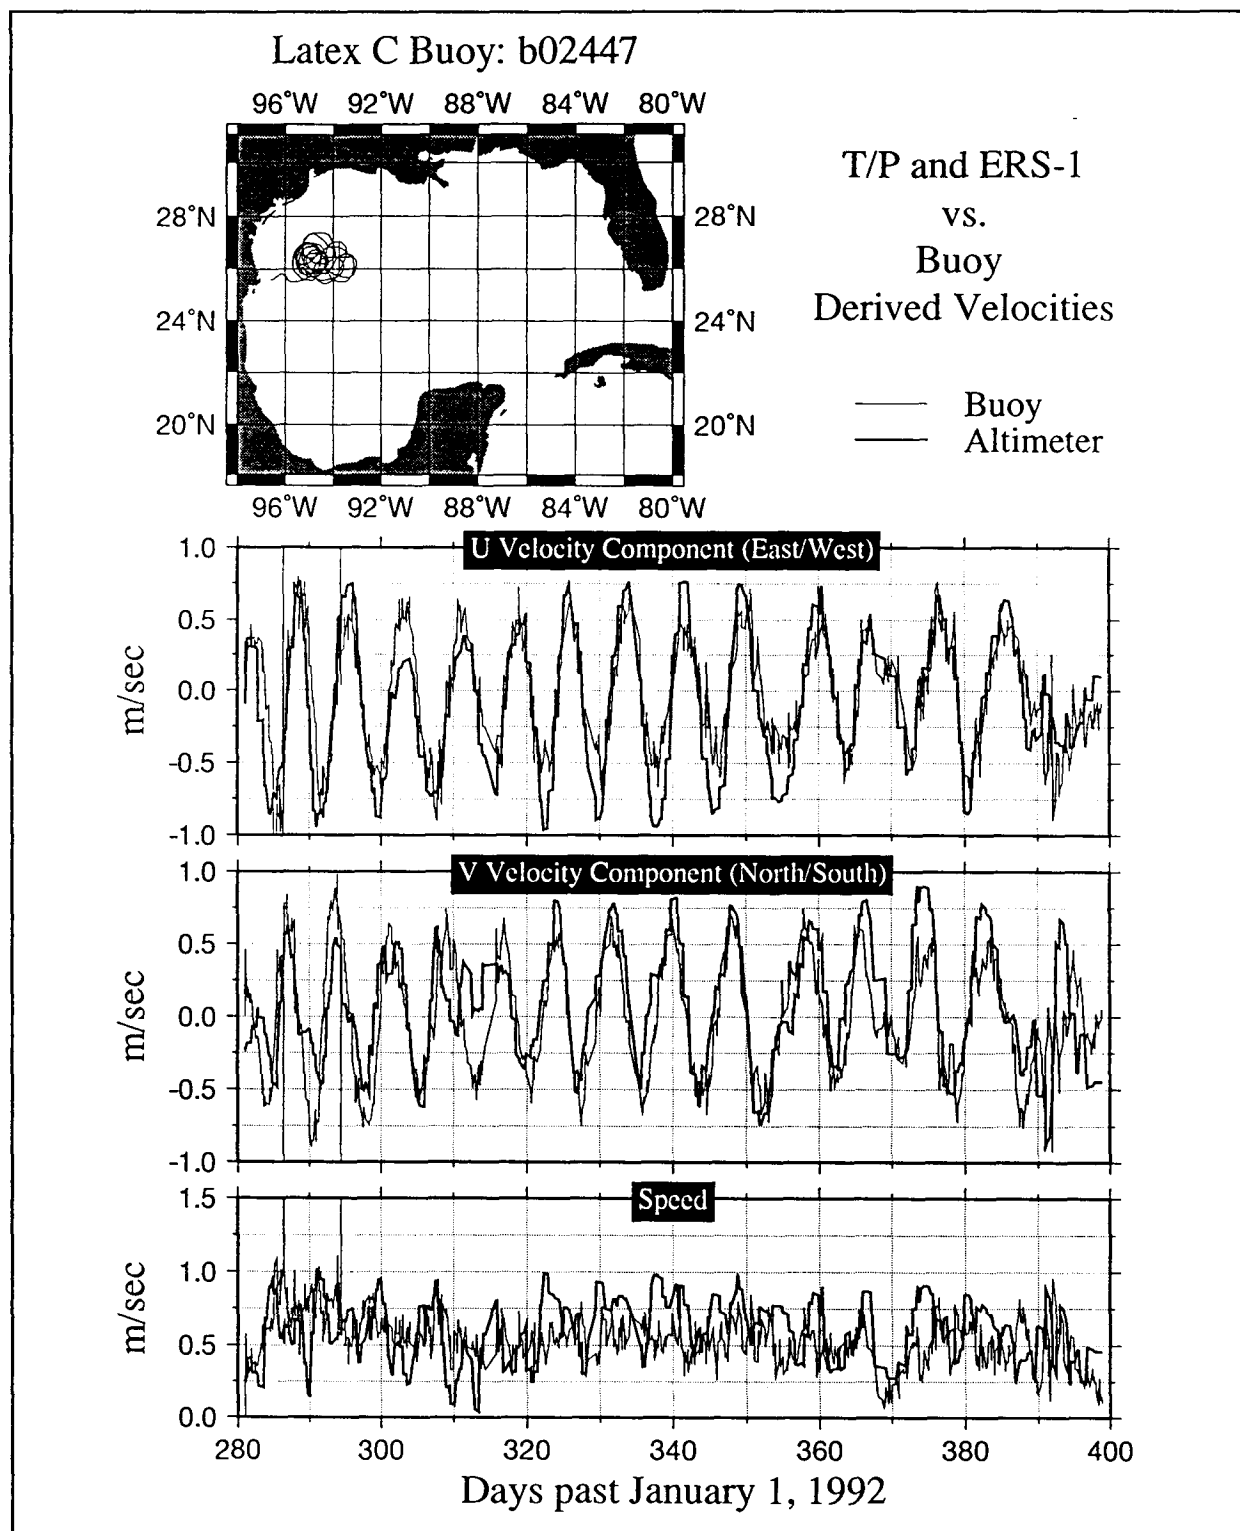 Latex C Buoy: b02447
96°W 92°W 88°W 84°W 80°W
28°N 28°N
24°N 24°N
20°N 20°N
96°W 92°W 88°W 84°W 80°W
T/P and ERS-1
vs.
Buoy
Derived Velocities
Buoy
Altimeter
U Velocity Component (East/West)
1.0
0.5
0.0
-0.5
-1.0
m/sec
V Velocity Component (North/South)
1.0
0.5
0.0
-0.5
-1.0
m/sec
Speed
1.5
1.0
0.5
0.0
m/sec
280 300 320 340 360 380 400
Days past January 1, 1992